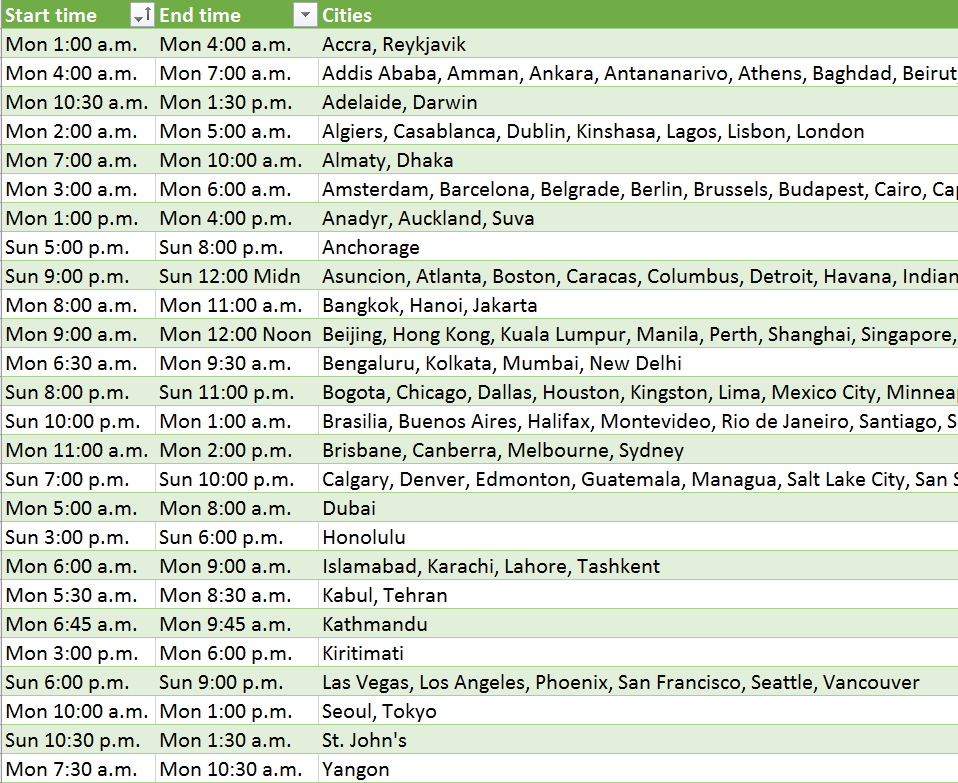 Start time End time Cities
Mon 1:00 a.m. Mon 4:00 a.m. Accra, Reykjavik
Mon 4:00 a.m. Mon 7:00 a.m. Addis Ababa, Amman, Ankara, Antananarivo, Athens, Baghdad, Beirut,
Mon 10:30 a.m. Mon 1:30 p.m. Adelaide, Darwin
Mon 2:00 a.m. Mon 5:00 a.m. Algiers, Casablanca, Dublin, Kinshasa, Lagos, Lisbon, London
Mon 7:00 a.m. Mon 10:00 a.m. Almaty, Dhaka
Mon 3:00 a.m. Mon 6:00 a.m. Amsterdam, Barcelona, Belgrade, Berlin, Brussels, Budapest, Cairo, Cap
Mon 1:00 p.m. Mon 4:00 p.m. Anadyr, Auckland, Suva
Sun 5:00 p.m. Sun 8:00 p.m. Anchorage
Sun 9:00 p.m. Sun 12:00 Midn Asuncion, Atlanta, Boston, Caracas, Columbus, Detroit, Havana, Indian
Mon 8:00 a.m. Mon 11:00 a.m. Bangkok, Hanoi, Jakarta
Mon 9:00 a.m. Mon 12:00 Noon Beijing, Hong Kong, Kuala Lumpur, Manila, Perth, Shanghai, Singapore,
Mon 6:30 a.m. Mon 9:30 a.m. Bengaluru, Kolkata, Mumbai, New Delhi
Sun 8:00 p.m. Sun 11:00 p.m. Bogota, Chicago, Dallas, Houston, Kingston, Lima, Mexico City, Minneap
Sun 10:00 p.m. Mon 1:00 a.m. Brasilia, Buenos Aires, Halifax, Montevideo, Rio de Janeiro, Santiago, S
Mon 11:00 a.m. Mon 2:00 p.m. Brisbane, Canberra, Melbourne, Sydney
Sun 7:00 p.m. Sun 10:00 p.m. Calgary, Denver, Edmonton, Guatemala, Managua, Salt Lake City, San S
Mon 5:00 a.m. Mon 8:00 a.m. Dubai
Sun 3:00 p.m. Sun 6:00 p.m. Honolulu
Mon 6:00 a.m. Mon 9:00 a.m. Islamabad, Karachi, Lahore, Tashkent
Mon 5:30 a.m. Mon 8:30 a.m. Kabul, Tehran
Mon 6:45 a.m. Mon 9:45 a.m. Kathmandu
Mon 3:00 p.m. Mon 6:00 p.m. Kiritimati
Sun 6:00 p.m. Sun 9:00 p.m. Las Vegas, Los Angeles, Phoenix, San Francisco, Seattle, Vancouver
Mon 10:00 a.m. Mon 1:00 p.m. Seoul, Tokyo
Sun 10:30 p.m. Mon 1:30 a.m. St. John's
Mon 7:30 a.m. Mon 10:30 a.m. Yangon